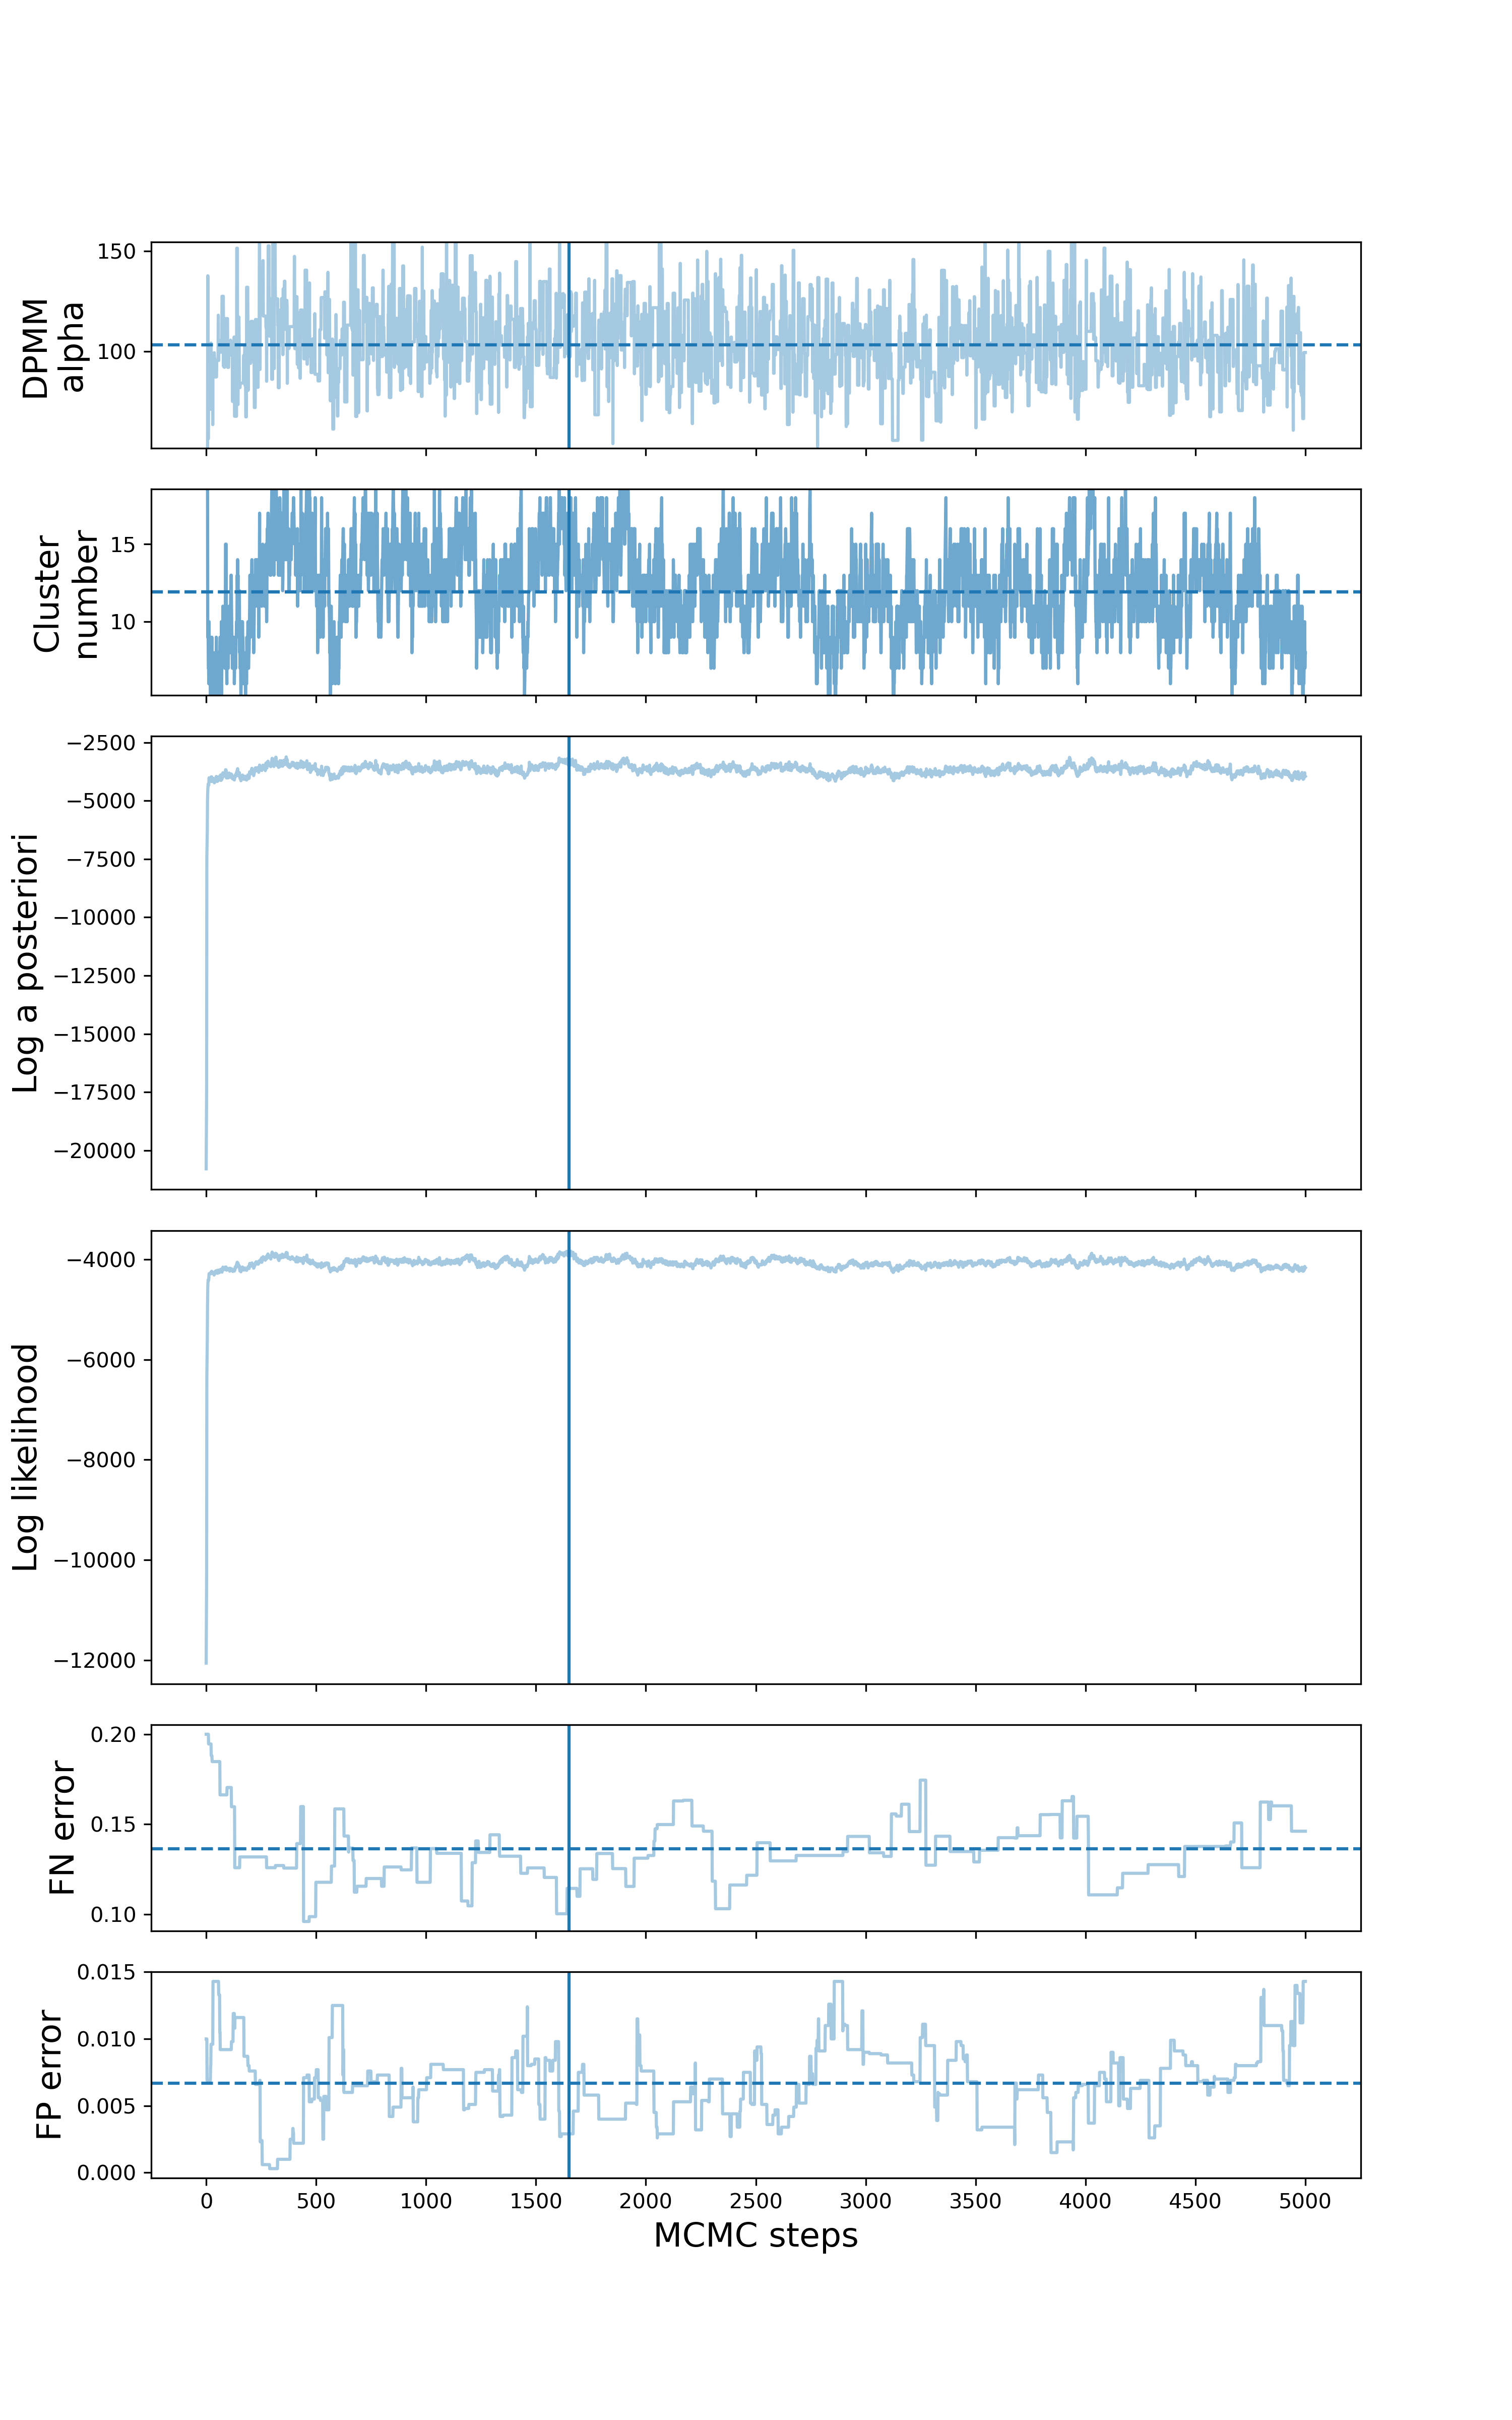 DPMM
alpha
150
100
Cluster
number
15
10
Log a posteriori
−2500
−5000
−7500
−10000
−12500
−15000
−17500
−20000
Log likelihood
−4000
−6000
−8000
−10000
−12000
FN error
0.20
0.15
0.10
FP error
0.015
0.010
0.005
0.000
0 500 1000 1500 2000 2500 3000 3500 4000 4500 5000
MCMC steps